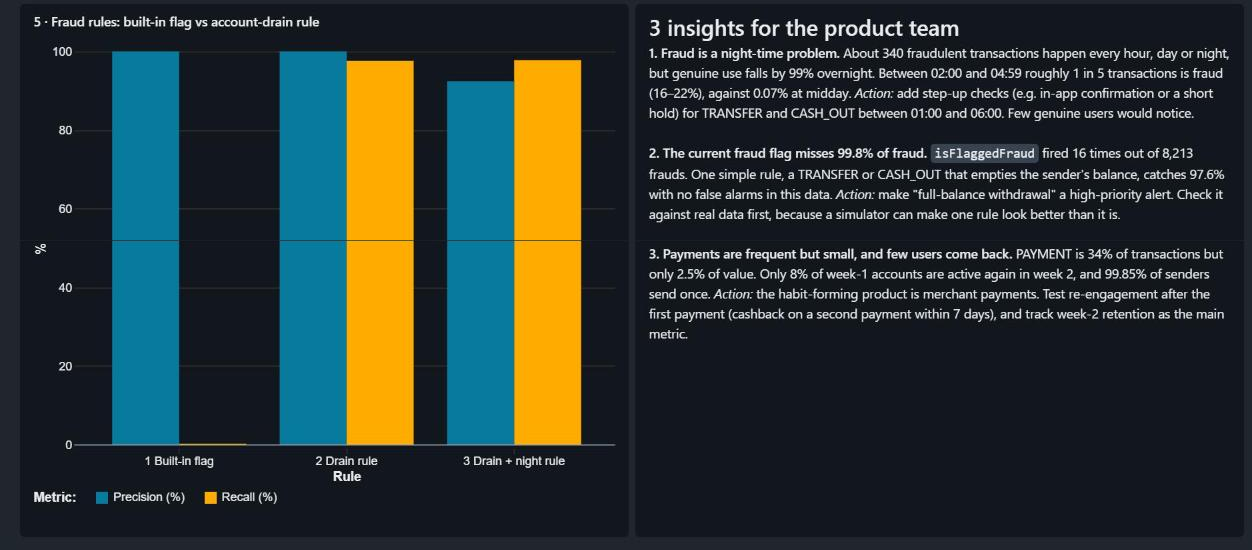 5 · Fraud rules: built-in flag vs account-drain rule
100
80
60
40
20
0
%
1 Built-in flag
2 Drain rule
3 Drain + night rule
Rule
Metric:
Precision (%)
Recall (%)
3 insights for the product team
1. Fraud is a night-time problem. About 340 fraudulent transactions happen every hour, day or night,
but genuine use falls by 99% overnight. Between 02:00 and 04:59 roughly 1 in 5 transactions is fraud
(16–22%), against 0.07% at midday. Action: add step-up checks (e.g. in-app confirmation or a short
hold) for TRANSFER and CASH_OUT between 01:00 and 06:00. Few genuine users would notice.
2. The current fraud flag misses 99.8% of fraud. isFlaggedFraud fired 16 times out of 8,213
frauds. One simple rule, a TRANSFER or CASH_OUT that empties the sender's balance, catches 97.6%
with no false alarms in this data. Action: make "full-balance withdrawal" a high-priority alert. Check it
against real data first, because a simulator can make one rule look better than it is.
3. Payments are frequent but small, and few users come back. PAYMENT is 34% of transactions but
only 2.5% of value. Only 8% of week-1 accounts are active again in week 2, and 99.85% of senders
send once. Action: the habit-forming product is merchant payments. Test re-engagement after the
first payment (cashback on a second payment within 7 days), and track week-2 retention as the main
metric.